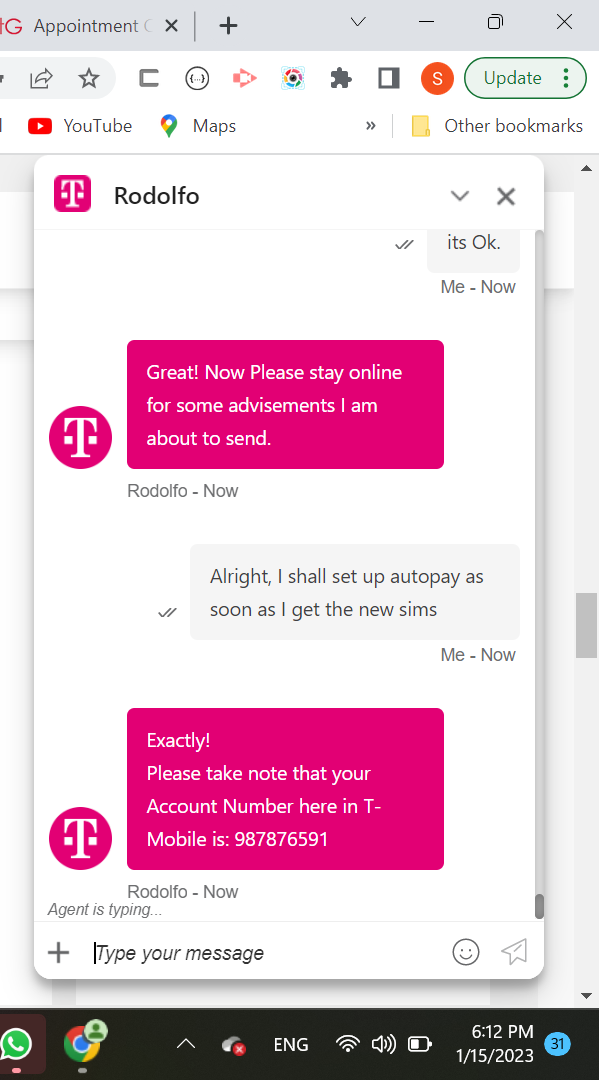 G Appointment
S Update
YouTube Maps » Other bookmarks
T Rodolfo
its Ok.
Me - Now
Great! Now Please stay online
for some advisements I am
about to send.
T
Rodolfo - Now
Alright, I shall set up autopay as
soon as I get the new sims
Me - Now
Exactly!
Please take note that your
Account Number here in T-
Mobile is: 987876591
T
Rodolfo - Now
Agent is typing...
Type your message
ENG
6:12 PM
1/15/2023
31